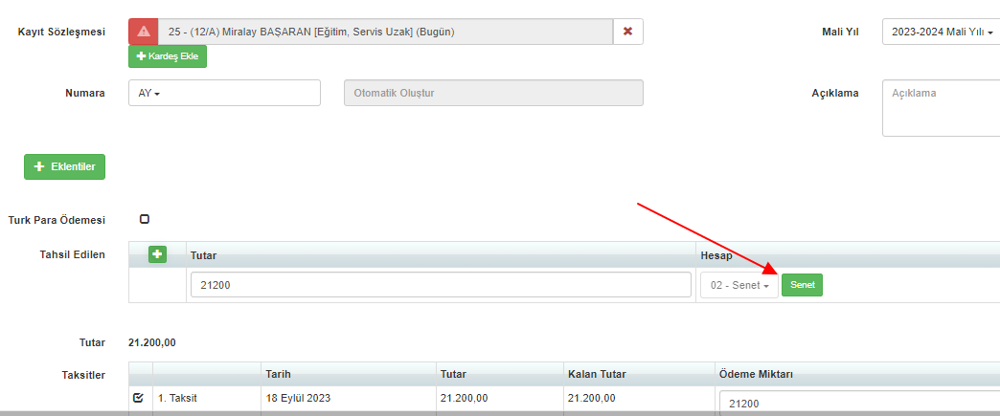 Kayıt Sözleşmesi 25 - (12/A) Miralay BAŞARAN [Eğitim, Servis Uzak] (Bugün) Mali Yıl 2023-2024 Mali Yılı
Kardeş Ekle
Numara AY Otomatik Oluştur Açıklama Açıklama
Eklentiler
Turk Para Ödemesi
Tahsil Edilen Tutar Hesap
21200 02 - Senet Senet
Tutar 21.200,00
Taksitler Tarih Tutar Kalan Tutar Ödeme Miktarı
1. Taksit 18 Eylül 2023 21.200,00 21.200,00 21200